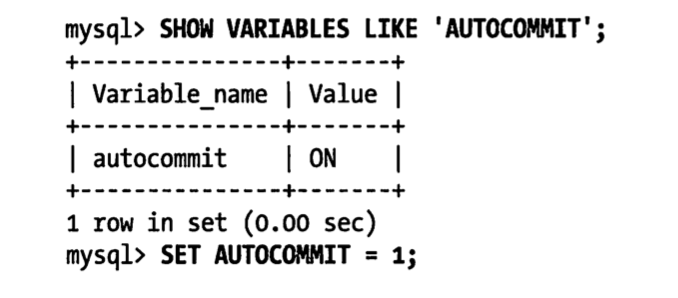 mysql> SHOW VARIABLES LIKE 'AUTOCOMMIT';
+---------------+-------+
| Variable_name | Value |
+---------------+-------+
| autocommit    | ON    |
+---------------+-------+
1 row in set (0.00 sec)
mysql> SET AUTOCOMMIT = 1;